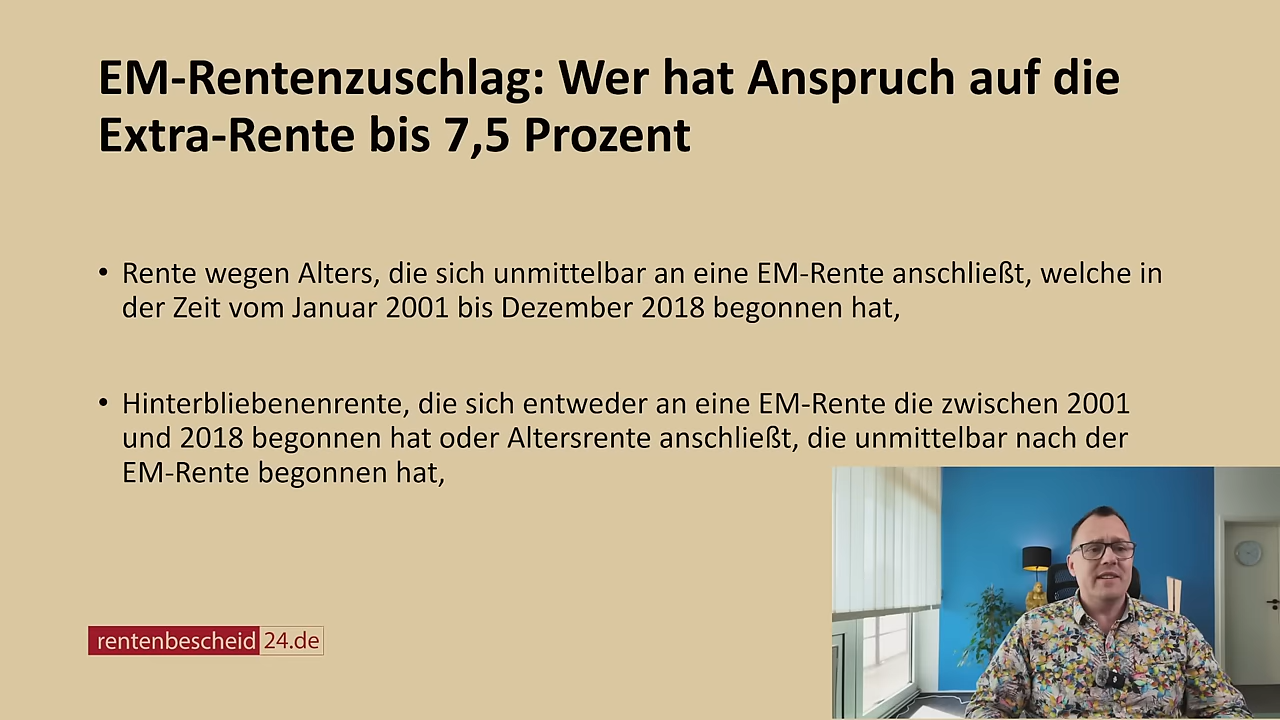 EM-Rentenzuschlag: Wer hat Anspruch auf die
Extra-Rente bis 7,5 Prozent
• Rente wegen Alters, die sich unmittelbar an eine EM-Rente anschließt, welche in
der Zeit vom Januar 2001 bis Dezember 2018 begonnen hat,
• Hinterbliebenenrente, die sich entweder an eine EM-Rente die zwischen 2001
und 2018 begonnen hat oder Altersrente anschließt, die unmittelbar nach der
EM-Rente begonnen hat,
rentenbescheid 24.de